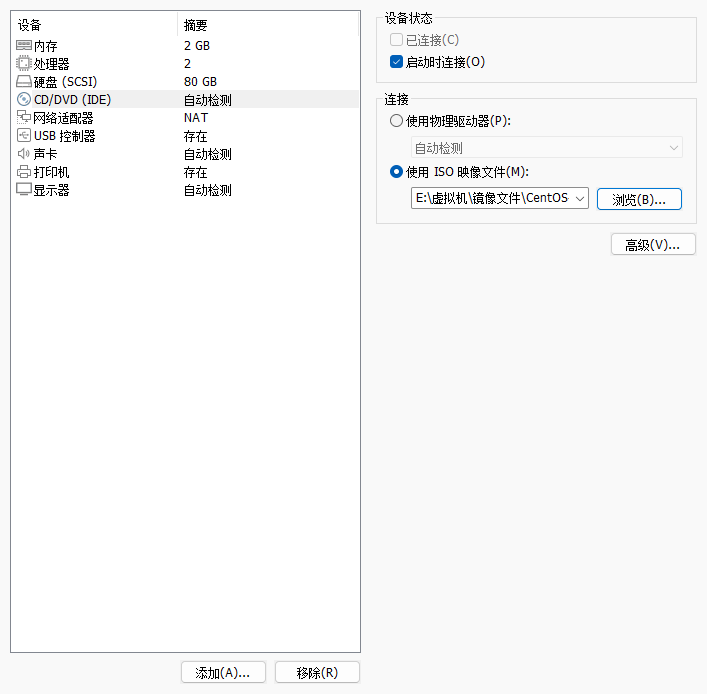 设备 摘要
内存 2 GB
处理器 2
硬盘 (SCSI) 80 GB
CD/DVD (IDE) 自动检测
网络适配器 NAT
USB 控制器 存在
声卡 自动检测
打印机 存在
显示器 自动检测
添加(A)... 移除(R)
设备状态
已连接(C)
启动时连接(O)
连接
使用物理驱动器(P):
自动检测
使用 ISO 映像文件(M):
E:\虚拟机\镜像文件\CentOS- 浏览(B)...
高级(V)...